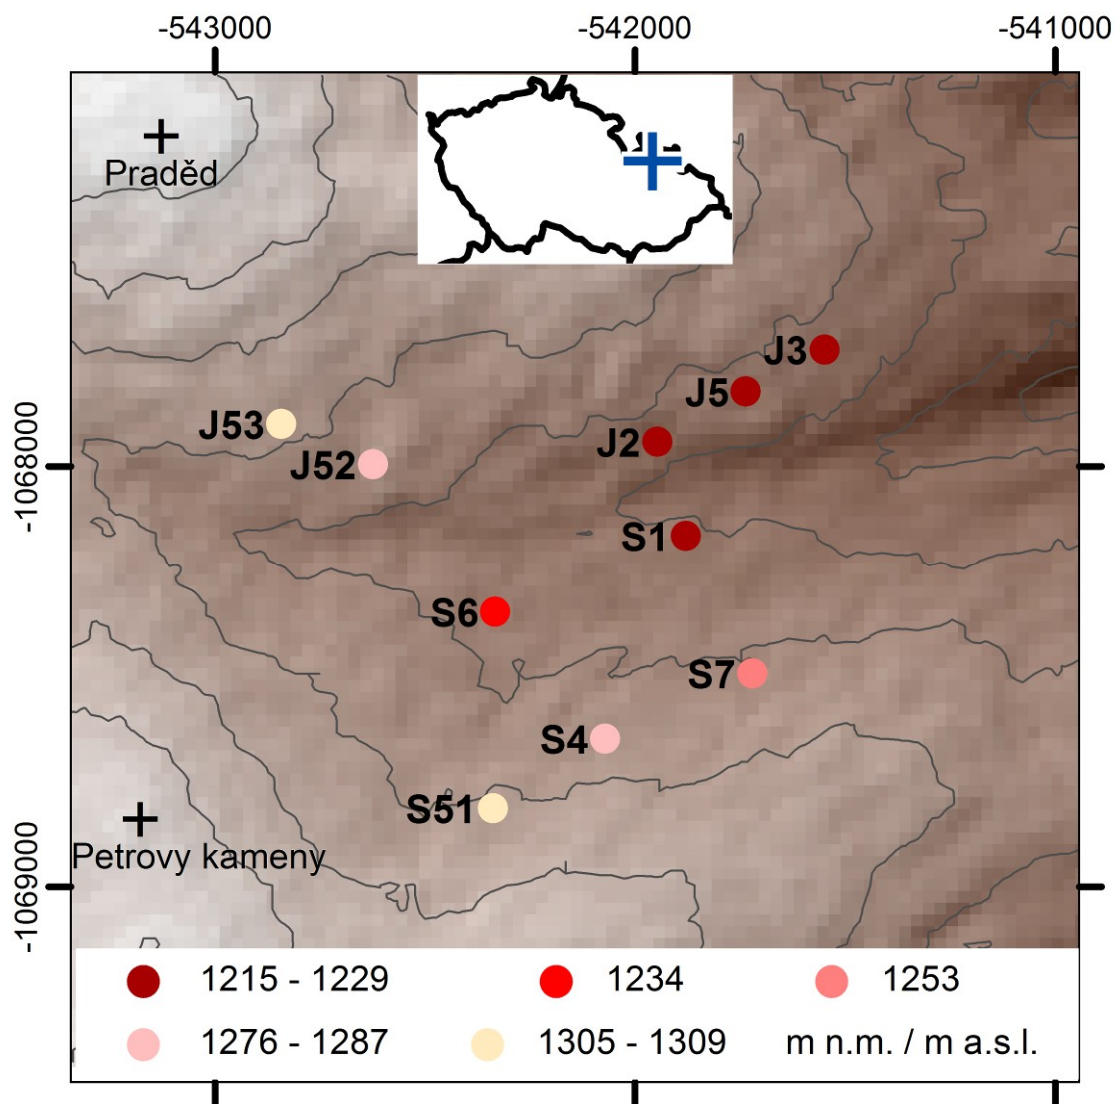 -543000 -542000 -541000
Praděd
J3
J5
J53
J2
J52
-1068000
S1
S6
S7
S4
S51
Petrovy kameny
-1069000
1215 - 1229 1234 1253
1276 - 1287 1305 - 1309 m n.m. / m a.s.l.